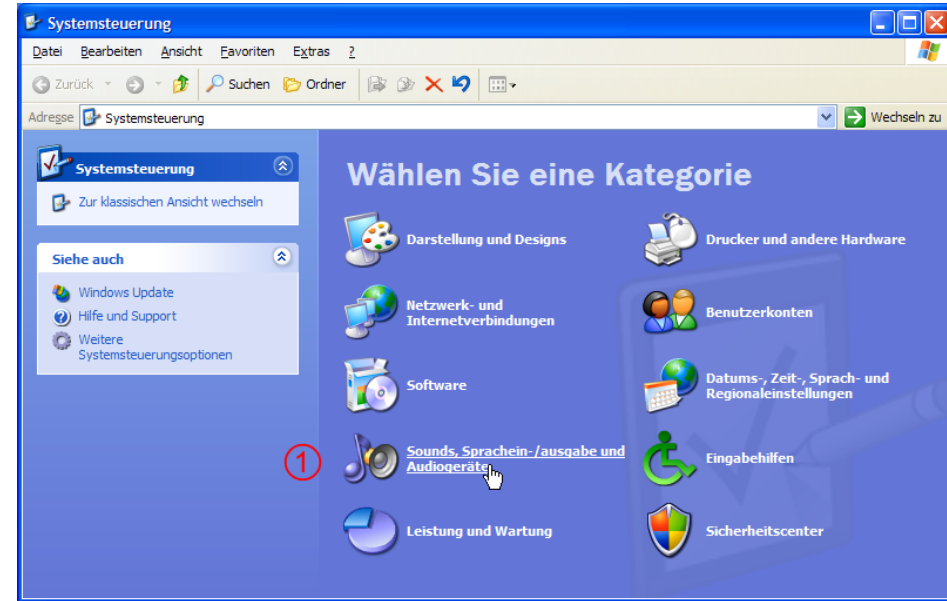 Systemsteuerung
Datei Bearbeiten Ansicht Favoriten Extras ?
Zurück Suchen Ordner
Adresse Systemsteuerung Wechseln zu
Systemsteuerung
Zur klassischen Ansicht wechseln
Siehe auch
Windows Update
Hilfe und Support
Weitere
Systemsteuerungsoptionen
Wählen Sie eine Kategorie
Darstellung und Designs
Drucker und andere Hardware
Netzwerk- und
Internetverbindungen
Benutzerkonten
Software
Datums-, Zeit-, Sprach- und
Regionaleinstellungen
1
Sounds, Sprachein-/ausgabe und
Audiogeräte
Eingabehilfen
Leistung und Wartung
Sicherheitscenter